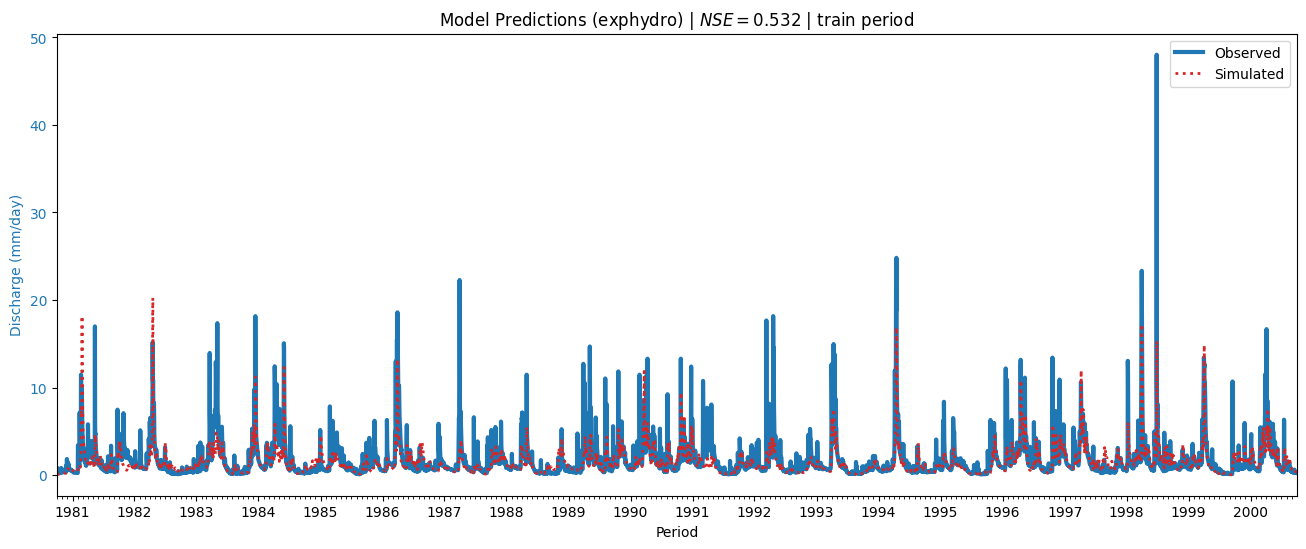 Model Predictions (exphydro) | NSE = 0.532 | train period
Observed
Simulated
Discharge (mm/day)
50
40
30
20
10
0
1981 1982 1983 1984 1985 1986 1987 1988 1989 1990 1991 1992 1993 1994 1995 1996 1997 1998 1999 2000
Period